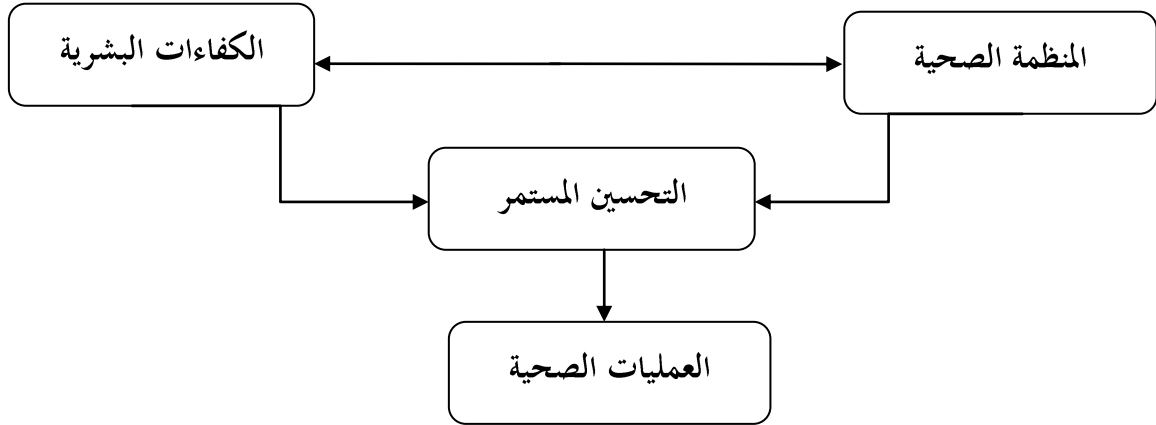 المنظمة الصحية
الكفاءات البشرية
التحسين المستمر
العمليات الصحية